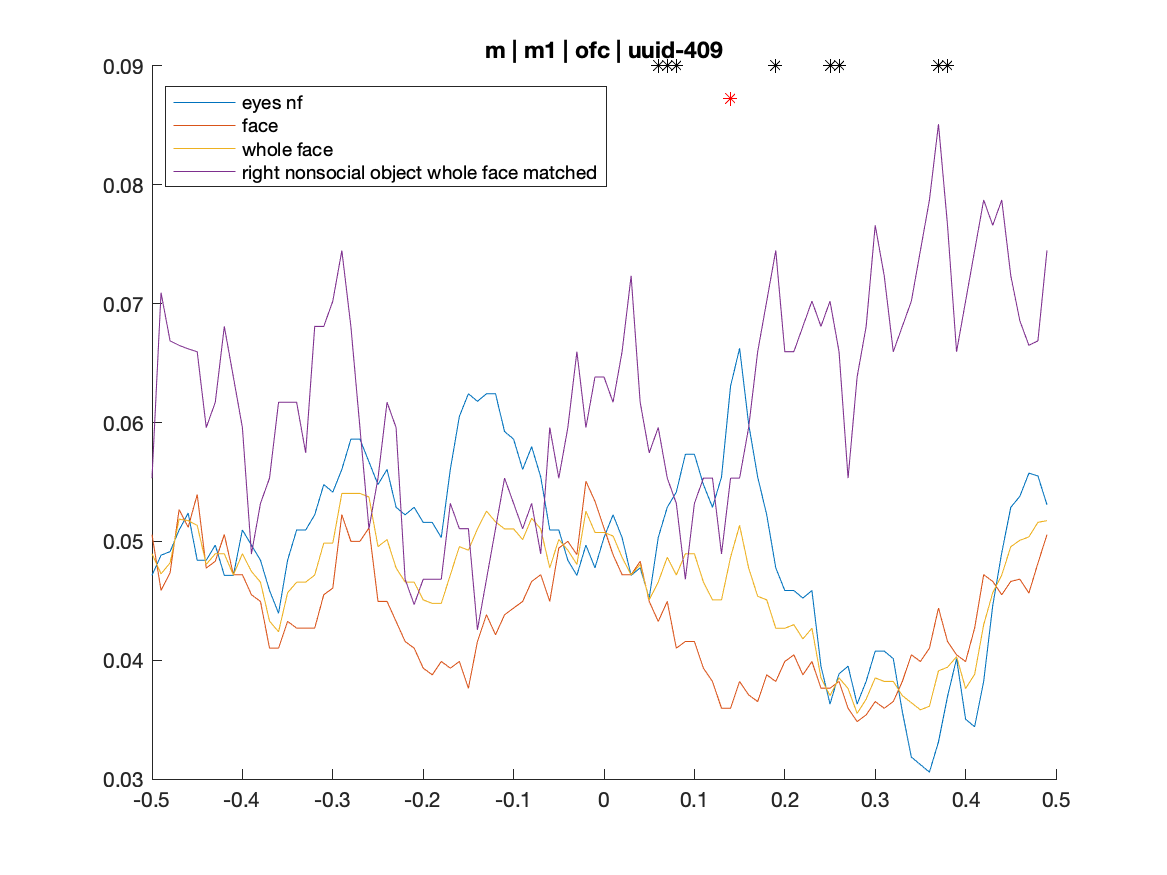 m | m1 | ofc | uuid-409
0.09
eyes nf
face
whole face
right nonsocial object whole face matched
0.08
0.07
0.06
0.05
0.04
0.03
-0.5 -0.4 -0.3 -0.2 -0.1 0 0.1 0.2 0.3 0.4 0.5